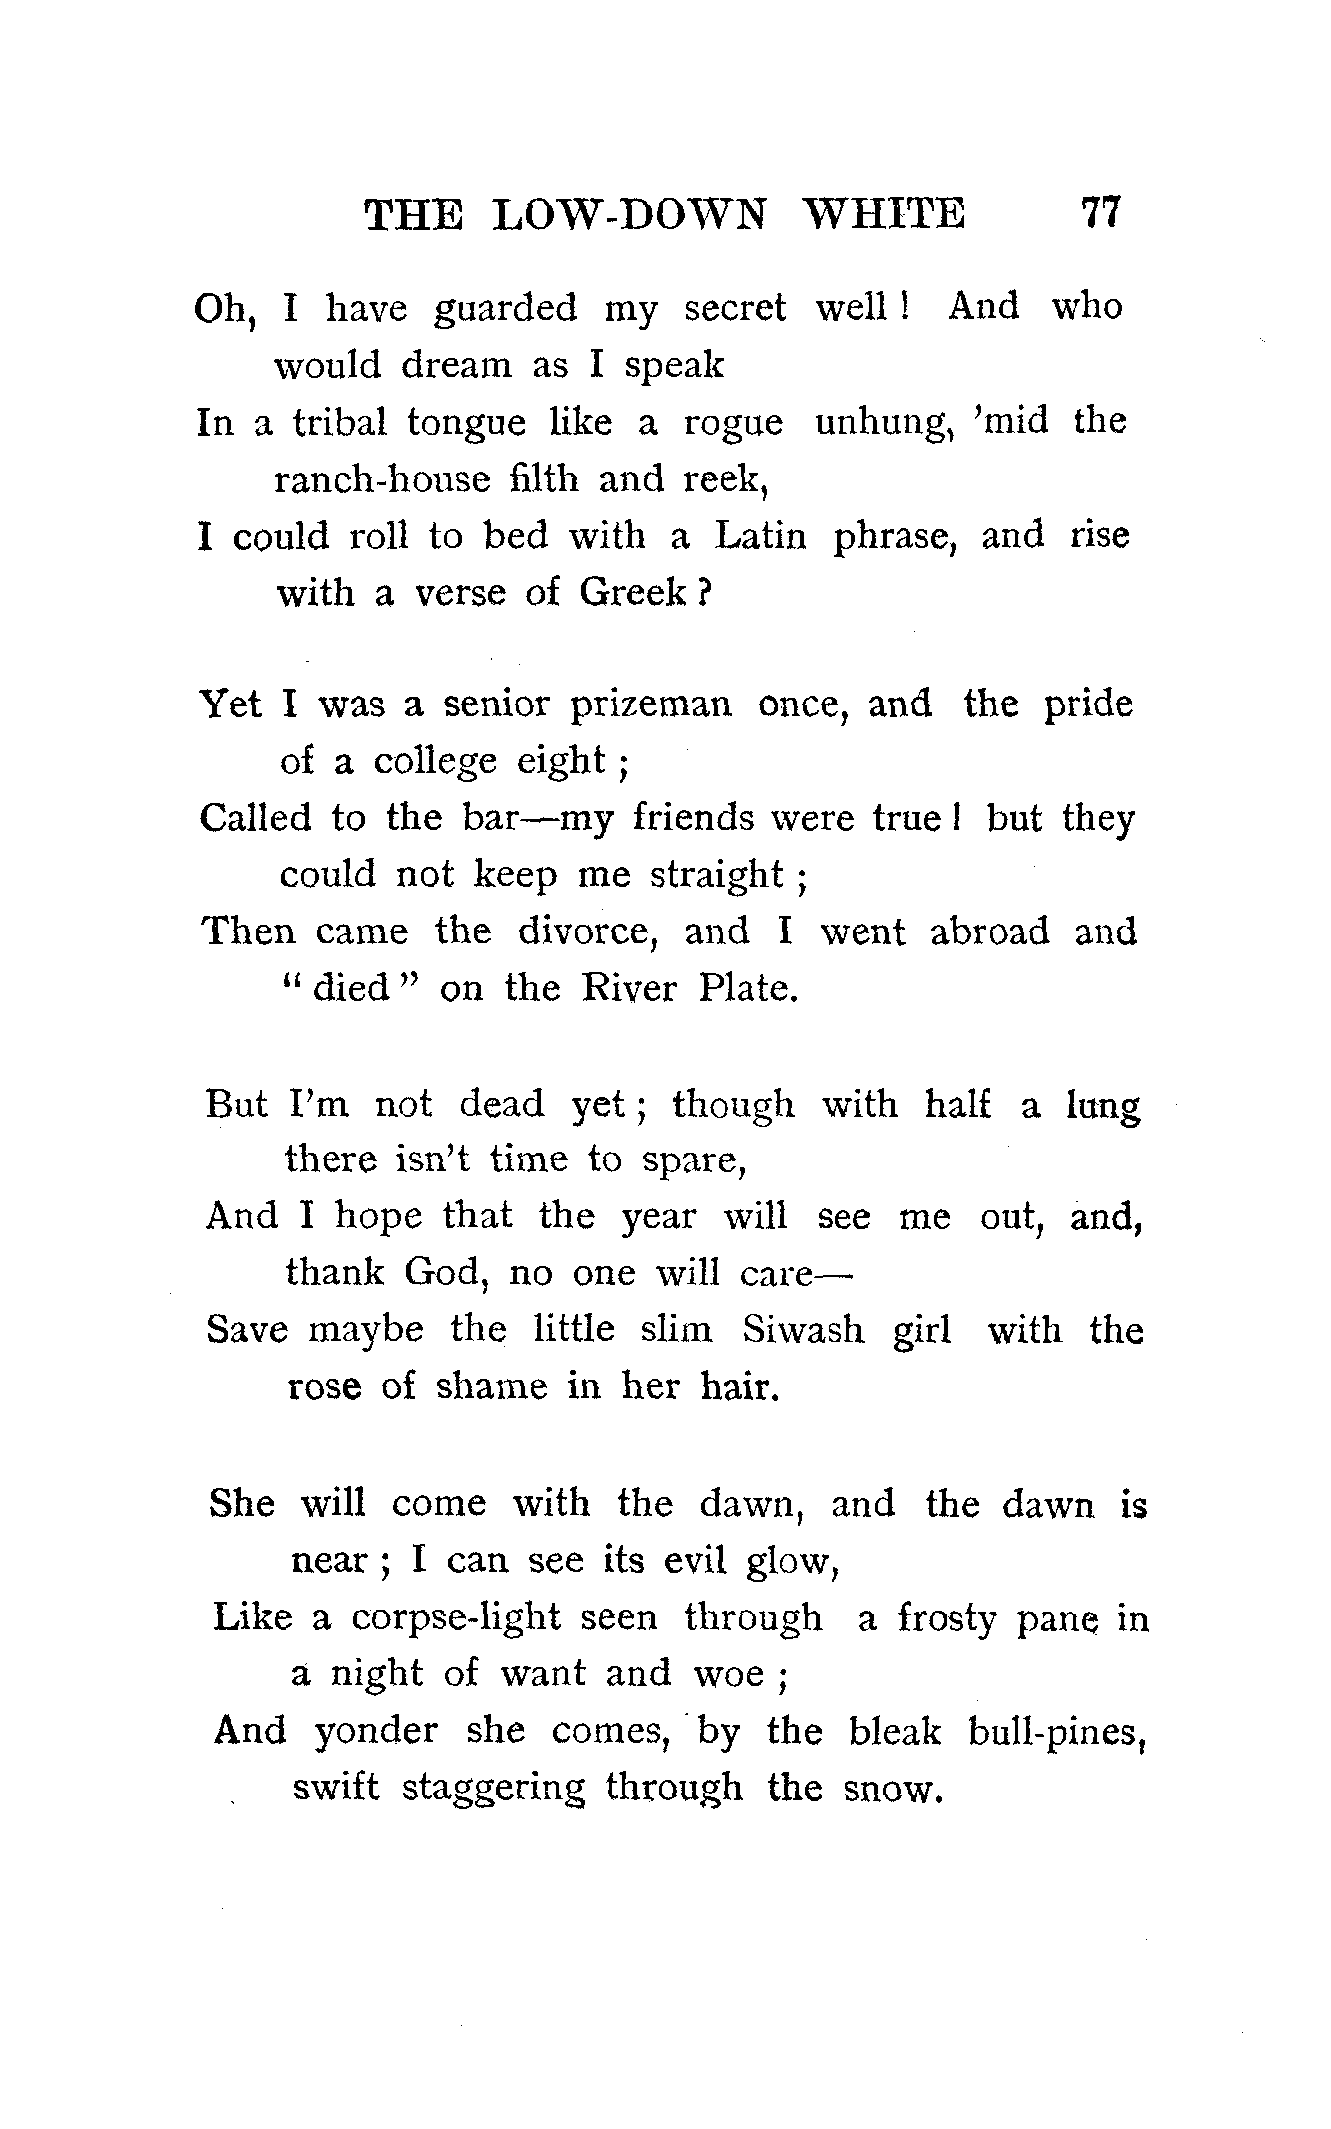 THE LOW-DOWN WHITE 77
Oh, I have guarded my secret well ! And who
would dream as I speak
In a tribal tongue like a rogue unhung, ’mid the
ranch-house filth and reek,
I could roll to bed with a Latin phrase, and rise
with a verse of Greek ?
Yet I was a senior prizeman once, and the pride
of a college eight ;
Called to the bar—my friends were true ! but they
could not keep me straight ;
Then came the divorce, and I went abroad and
“ died ” on the River Plate.
But I’m not dead yet ; though with half a lung
there isn’t time to spare,
And I hope that the year will see me out, and,
thank God, no one will care—
Save maybe the little slim Siwash girl with the
rose of shame in her hair.
She will come with the dawn, and the dawn is
near ; I can see its evil glow,
Like a corpse-light seen through a frosty pane in
a night of want and woe ;
And yonder she comes, by the bleak bull-pines,
swift staggering through the snow.